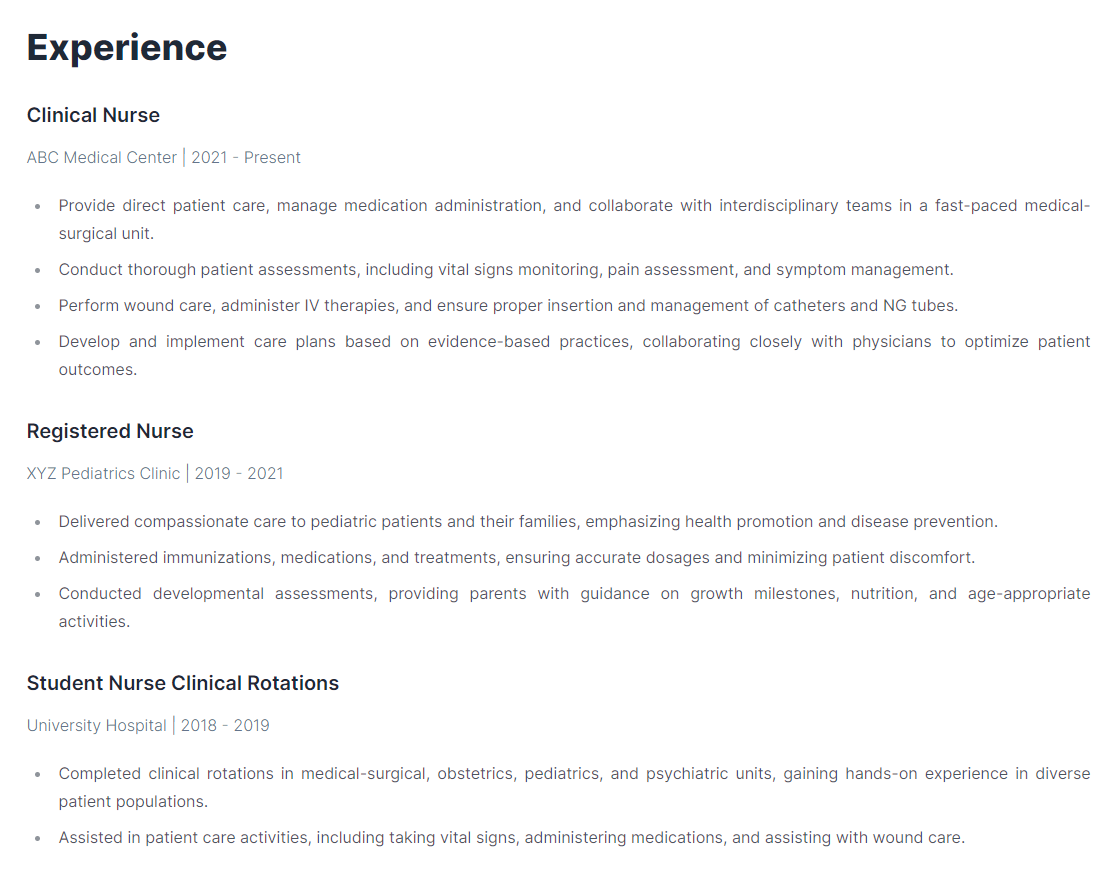 Experience
Clinical Nurse
ABC Medical Center | 2021 - Present
Provide direct patient care, manage medication administration, and collaborate with interdisciplinary teams in a fast-paced medical-
surgical unit.
Conduct thorough patient assessments, including vital signs monitoring, pain assessment, and symptom management.
Perform wound care, administer IV therapies, and ensure proper insertion and management of catheters and NG tubes.
Develop and implement care plans based on evidence-based practices, collaborating closely with physicians to optimize patient
outcomes.
Registered Nurse
XYZ Pediatrics Clinic | 2019 - 2021
Delivered compassionate care to pediatric patients and their families, emphasizing health promotion and disease prevention.
Administered immunizations, medications, and treatments, ensuring accurate dosages and minimizing patient discomfort.
Conducted developmental assessments, providing parents with guidance on growth milestones, nutrition, and age-appropriate
activities.
Student Nurse Clinical Rotations
University Hospital | 2018 - 2019
Completed clinical rotations in medical-surgical, obstetrics, pediatrics, and psychiatric units, gaining hands-on experience in diverse
patient populations.
Assisted in patient care activities, including taking vital signs, administering medications, and assisting with wound care.